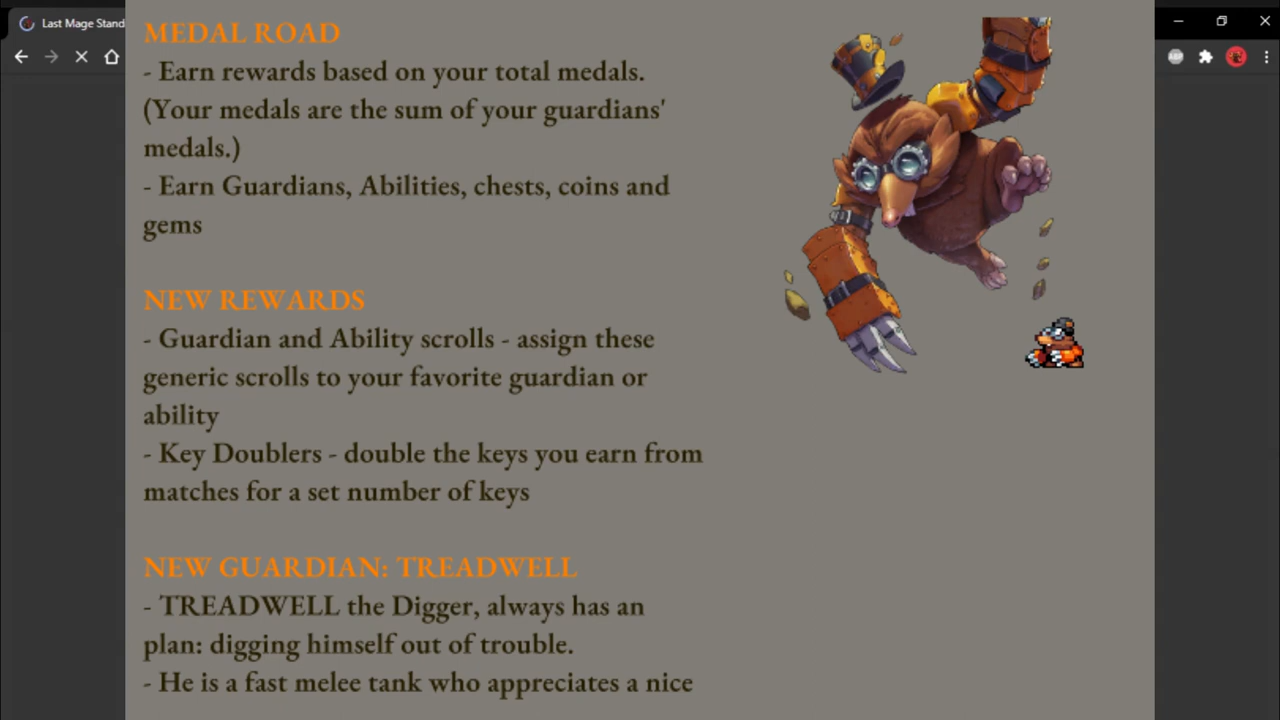 Last Mage Stand
MEDAL ROAD
- Earn rewards based on your total medals.
(Your medals are the sum of your guardians'
medals.)
- Earn Guardians, Abilities, chests, coins and
gems
NEW REWARDS
- Guardian and Ability scrolls - assign these
generic scrolls to your favorite guardian or
ability
- Key Doublers - double the keys you earn from
matches for a set number of keys
NEW GUARDIAN: TREADWELL
- TREADWELL the Digger, always has an
plan: digging himself out of trouble.
- He is a fast melee tank who appreciates a nice